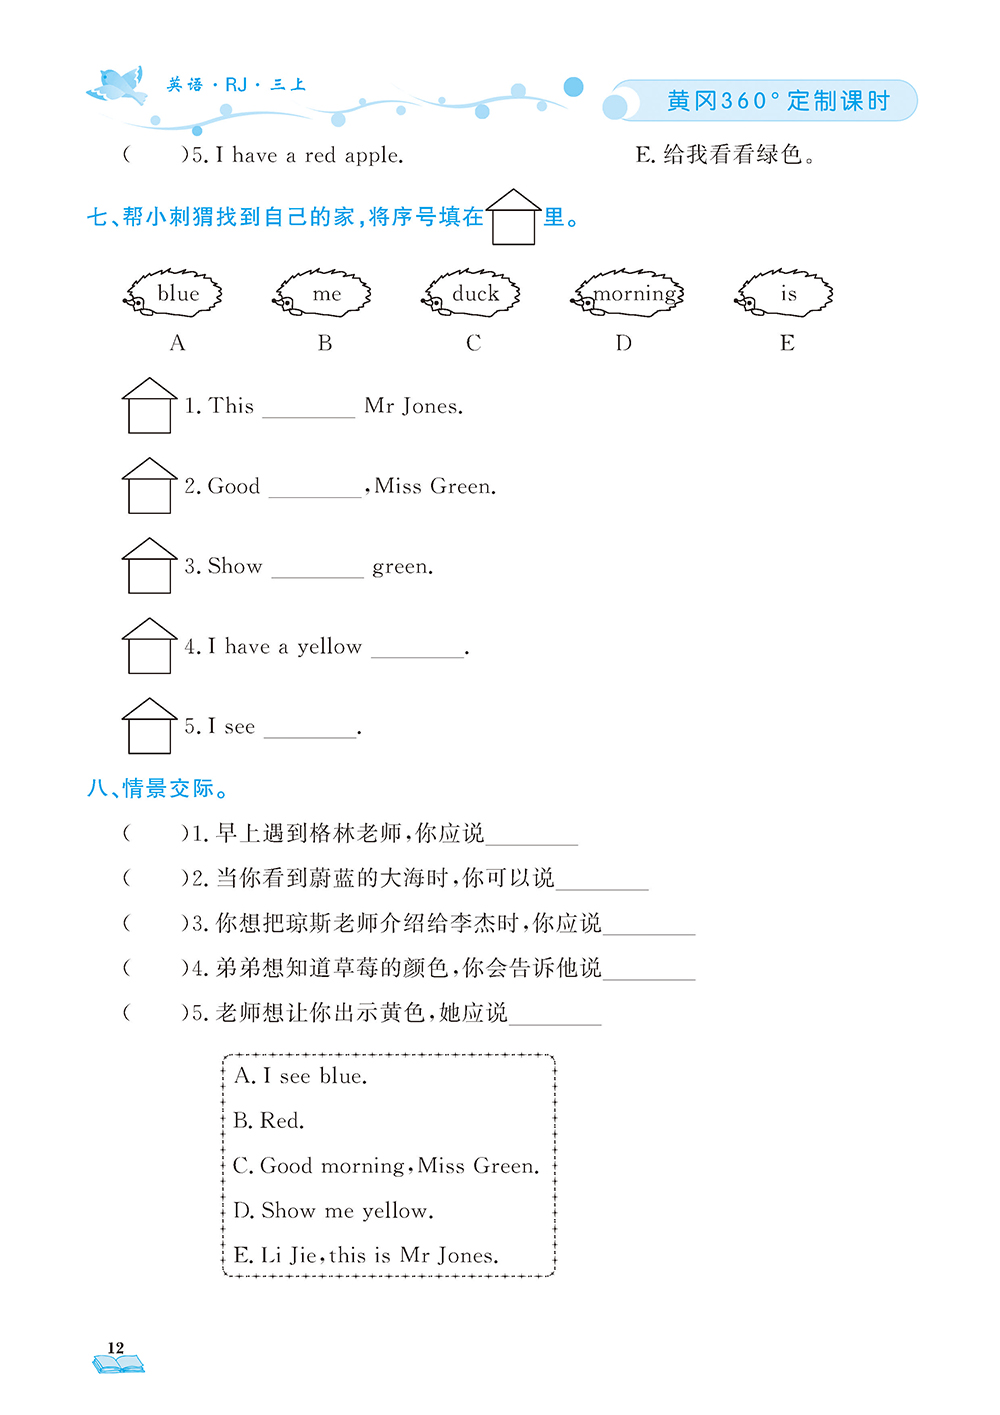 英语·RJ·三上
黄冈360°定制课时
(  )5. I have a red apple.  E. 给我看看绿色。
七、帮小刺猬找到自己的家,将序号填在 里。
blue me duck morning is
A B C D E
1. This ________ Mr Jones.
2. Good ________, Miss Green.
3. Show ________ green.
4. I have a yellow ________.
5. I see ________.
八、情景交际。
(  )1. 早上遇到格林老师,你应说________
(  )2. 当你看到蔚蓝的大海时,你可以说________
(  )3. 你想把琼斯老师介绍给李杰时,你应说________
(  )4. 弟弟想知道草莓的颜色,你会告诉他说________
(  )5. 老师想让你出示黄色,她应说________
A. I see blue.
B. Red.
C. Good morning, Miss Green.
D. Show me yellow.
E. Li Jie, this is Mr Jones.
12